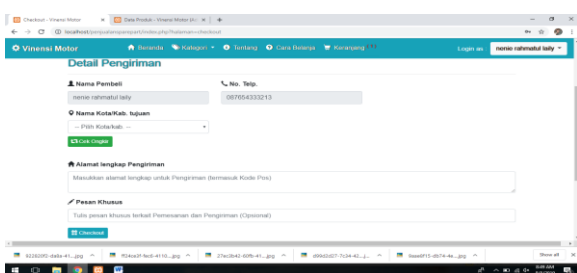 Checkout - Vinensi Motor
Data Produk - Vinensi Motor (A
localhost/penjualansparepart/index.php?halaman=checkout
Vinensi Motor
Beranda
Kategori
Tentang
Cara Belanja
Keranjang
Login as
nenie rahmatul laily
Detail Pengiriman
Nama Pembeli
No. Telp.
nenie rahmatul laily
087654333213
Nama Kota/Kab. tujuan
-- Pilih Kota/kab --
Cek Ongkir
Alamat lengkap Pengiriman
Masukkan alamat lengkap untuk Pengiriman (termasuk Kode Pos)
Pesan Khusus
Tulis pesan khusus terkait Pemesanan dan Pengiriman (Opsional)
Checkout
Show all